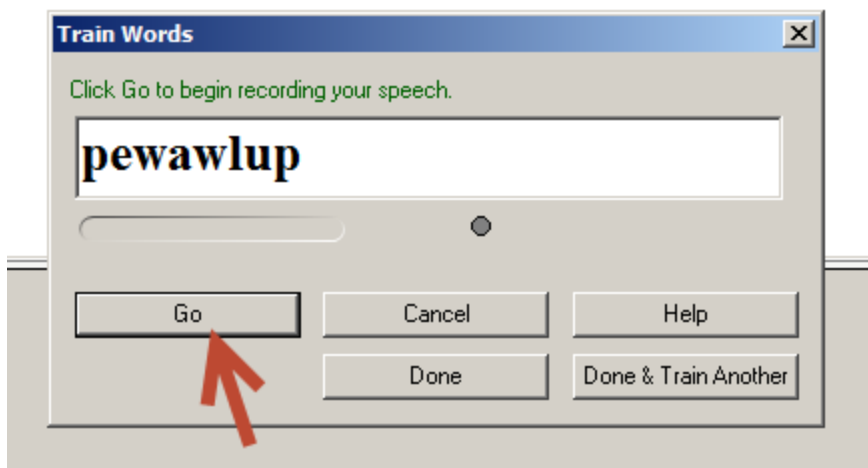 Train Words
Click Go to begin recording your speech.
pewawlup
Go Cancel Help
Done Done & Train Another